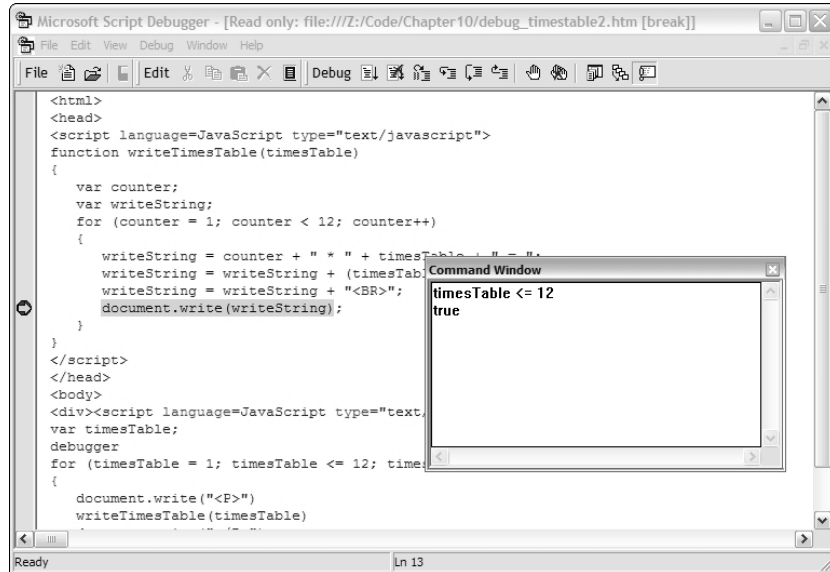 Microsoft Script Debugger - [Read only: file:///Z:/Code/Chapter10/debug_timestable2.htm [break]]
File Edit View Debug Window Help
File Edit Debug
<html>
<head>
<script language=JavaScript type="text/javascript">
function writeTimesTable(timesTable)
{
var counter;
var writeString;
for (counter = 1; counter < 12; counter++)
{
writeString = counter + " * " + timesTable + " = ";
writeString = writeString + (timesTabl
writeString = writeString + "<BR>";
document.write(writeString);
}
}
</script>
</head>
<body>
<div><script language=JavaScript type="text/
var timesTable;
debugger
for (timesTable = 1; timesTable <= 12; times
{
document.write("<P>")
writeTimesTable(timesTable)
Command Window
timesTable <= 12
true
Ready
Ln 13